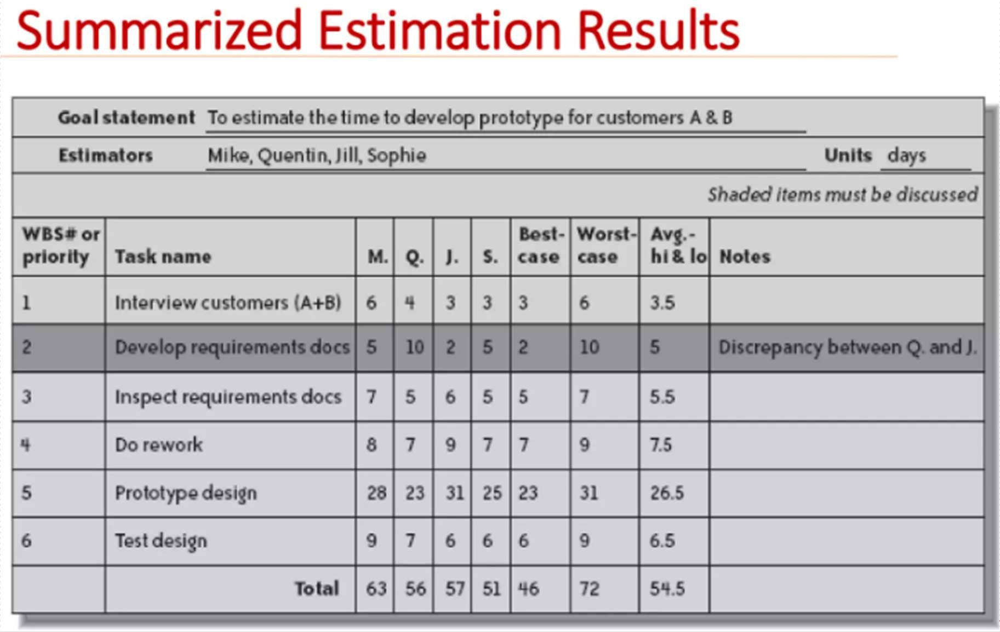 Summarized Estimation Results
Goal statement To estimate the time to develop prototype for customers A & B
Estimators Mike, Quentin, Jill, Sophie Units days
Shaded items must be discussed
WBS# or priority Task name M. Q. J. S. Best-case Worst-case Avg.-hi & lo Notes
1 Interview customers (A+B) 6 4 3 3 3 6 3.5
2 Develop requirements docs 5 10 2 5 2 10 5 Discrepancy between Q. and J.
3 Inspect requirements docs 7 5 6 5 5 7 5.5
4 Do rework 8 7 9 7 7 9 7.5
5 Prototype design 28 23 31 25 23 31 26.5
6 Test design 9 7 6 6 6 9 6.5
Total 63 56 57 51 46 72 54.5